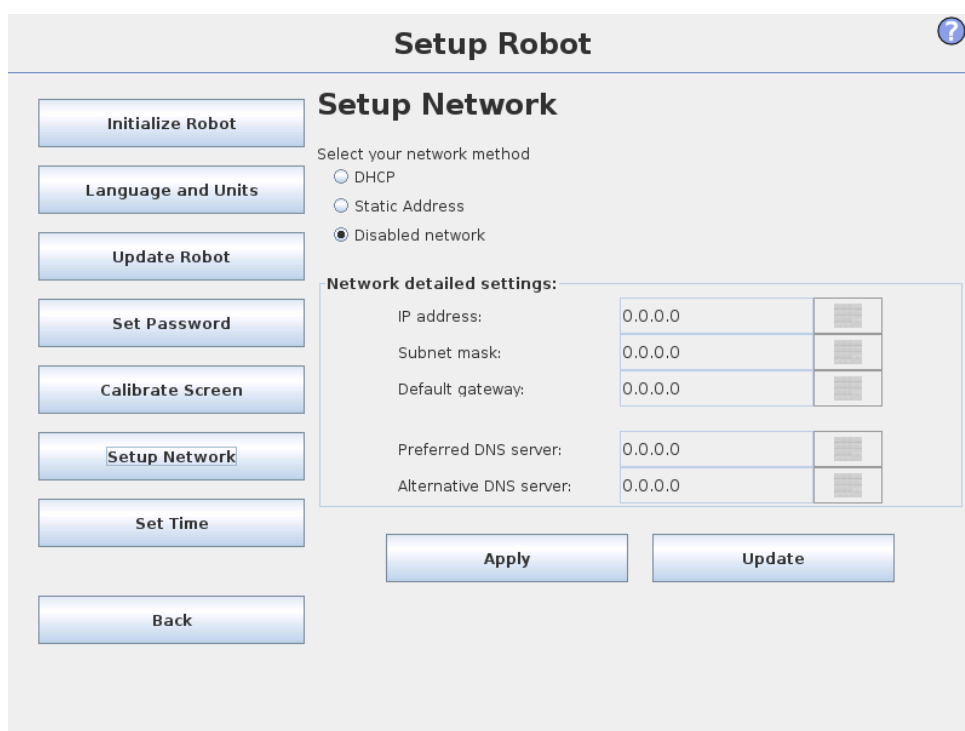 Setup Robot
?
Initialize Robot
Language and Units
Update Robot
Set Password
Calibrate Screen
Setup Network
Set Time
Back
Setup Network
Select your network method
DHCP
Static Address
Disabled network
Network detailed settings:
IP address: 0.0.0.0
Subnet mask: 0.0.0.0
Default gateway: 0.0.0.0
Preferred DNS server: 0.0.0.0
Alternative DNS server: 0.0.0.0
Apply Update